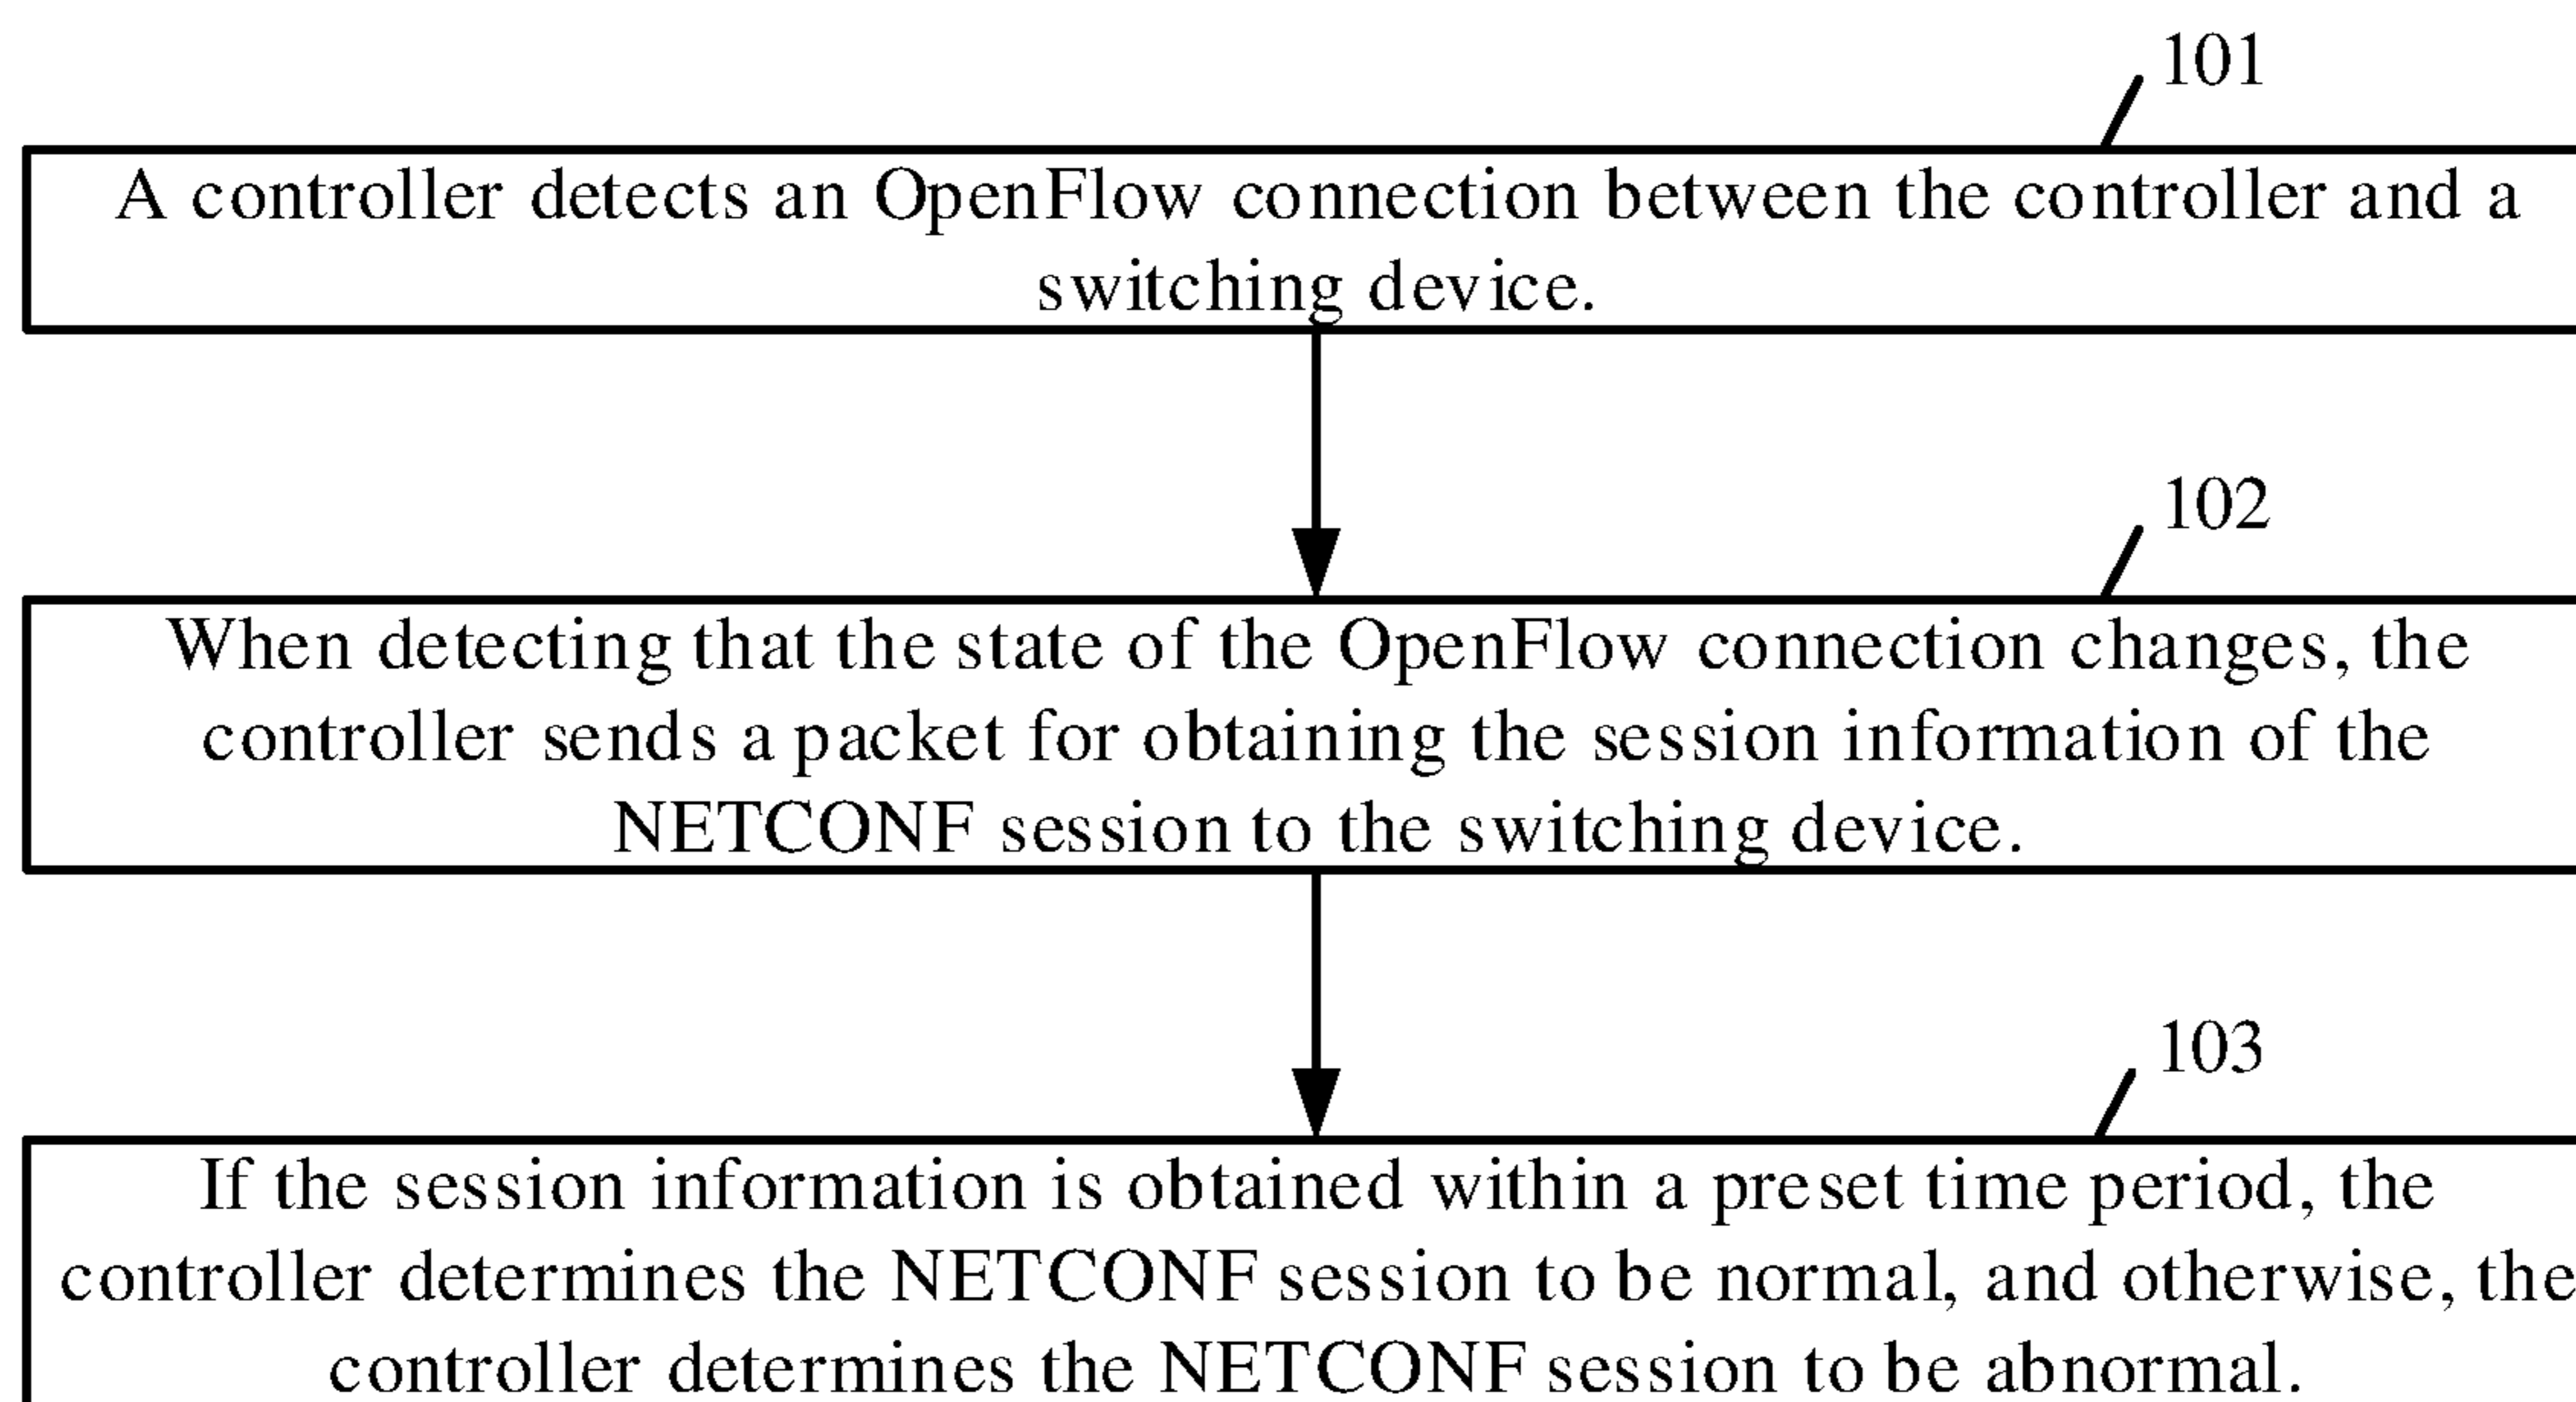 101
A controller detects an OpenFlow connection between the controller and a
switching device.
102
When detecting that the state of the OpenFlow connection changes, the
controller sends a packet for obtaining the session information of the
NETCONF session to the switching device.
103
If the session information is obtained within a preset time period, the
controller determines the NETCONF session to be normal, and otherwise, the
controller determines the NETCONF session to be abnormal.